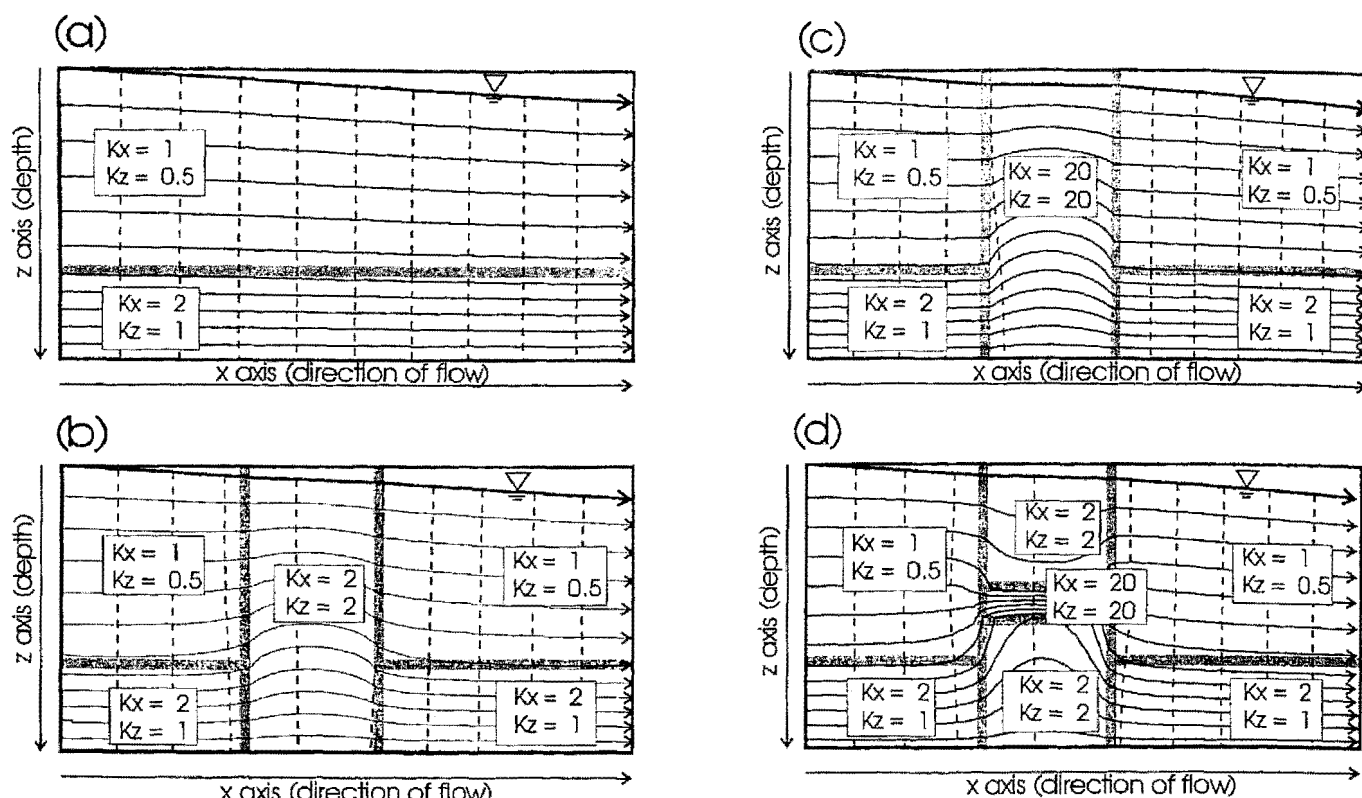 (a)
z axis (depth)
Kx = 1
Kz = 0.5
Kx = 2
Kz = 1
x axis (direction of flow)
(b)
z axis (depth)
Kx = 1
Kz = 0.5
Kx = 2
Kz = 2
Kx = 1
Kz = 0.5
Kx = 2
Kz = 1
Kx = 2
Kz = 1
x axis (direction of flow)
(c)
z axis (depth)
Kx = 1
Kz = 0.5
Kx = 20
Kz = 20
Kx = 1
Kz = 0.5
Kx = 2
Kz = 1
Kx = 2
Kz = 1
x axis (direction of flow)
(d)
z axis (depth)
Kx = 1
Kz = 0.5
Kx = 2
Kz = 2
Kx = 20
Kz = 20
Kx = 1
Kz = 0.5
Kx = 2
Kz = 1
Kx = 2
Kz = 2
Kx = 2
Kz = 1
x axis (direction of flow)